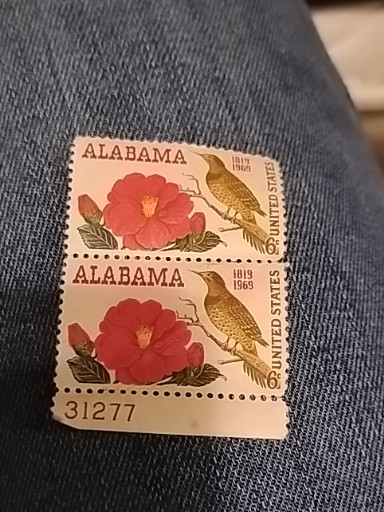 ALABAMA
1819
1969
6c UNITED STATES
ALABAMA
1819
1969
6c UNITED STATES
31277